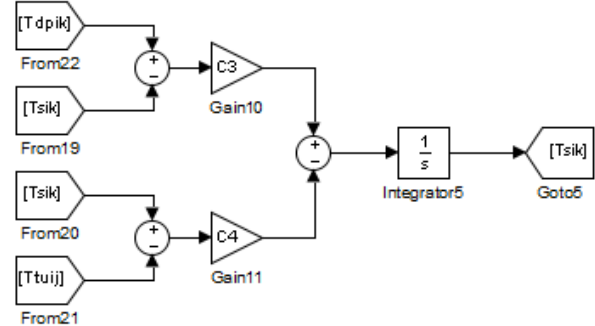 [Tdpik]
From22
+
−
C3
Gain10
[Tsik]
From19
+
−
1
s
Integrator5
[Tsik]
Goto5
[Tsik]
From20
+
−
C4
Gain11
[Ttuij]
From21